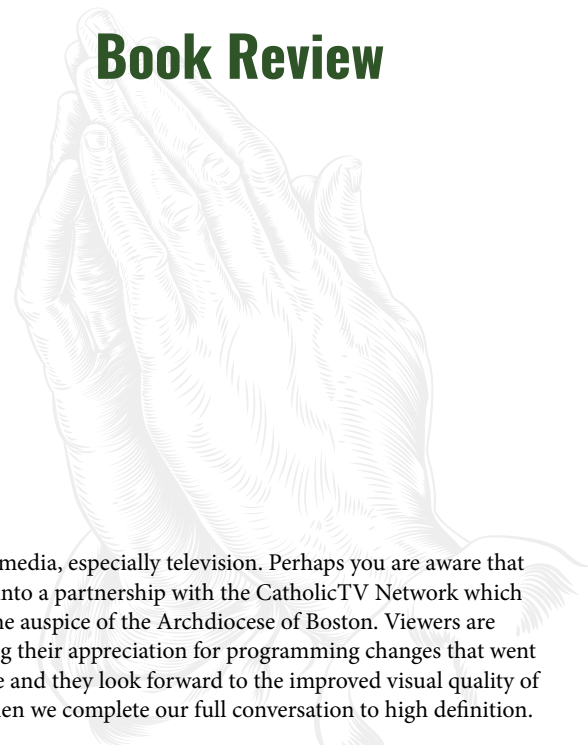 Book Review
media, especially television. Perhaps you are aware that
into a partnership with the CatholicTV Network which
auspice of the Archdiocese of Boston. Viewers are
their appreciation for programming changes that went
and they look forward to the improved visual quality of
we complete our full conversation to high definition.